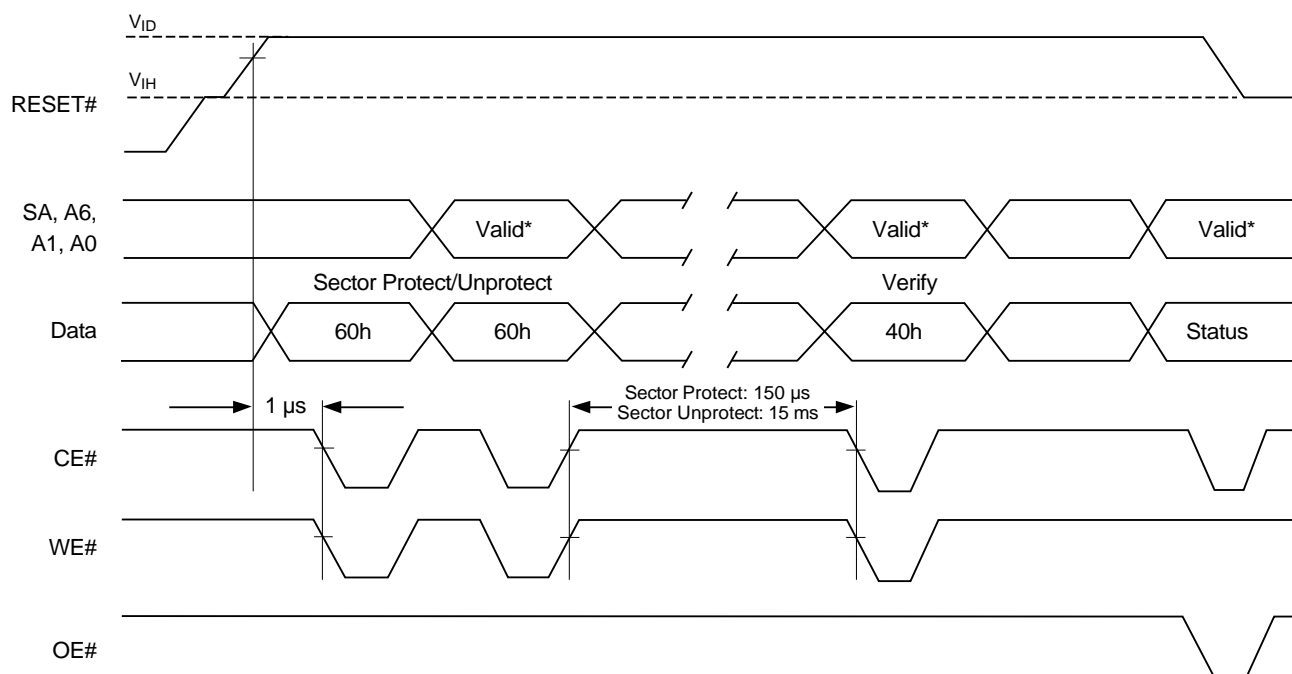 VID
VIH
RESET#
SA, A6,
A1, A0
Valid*
Valid*
Valid*
Sector Protect/Unprotect
Verify
Data
60h
60h
40h
Status
1 µs
Sector Protect: 150 µs
Sector Unprotect: 15 ms
CE#
WE#
OE#